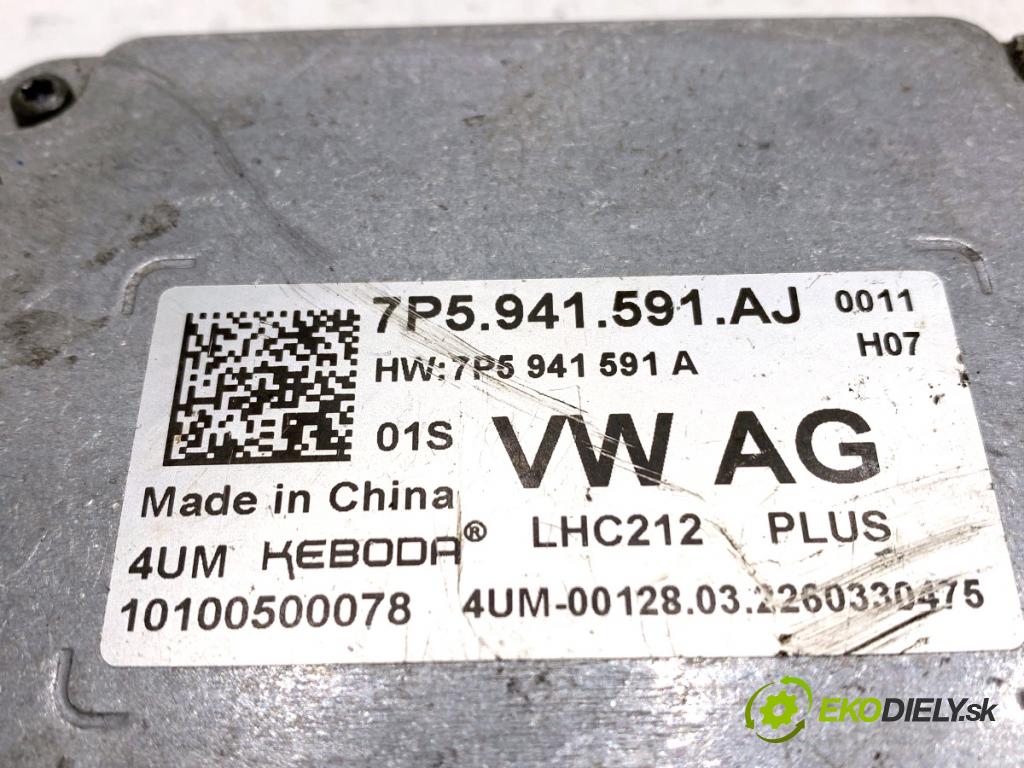 7P5.941.591.AJ 0011
HW:7P5 941 591 A H07
01S VW AG
Made in China
4UM KEBODA® LHC212 PLUS
10100500078 4UM-00128.03.2260330475
EKODIELY.sk